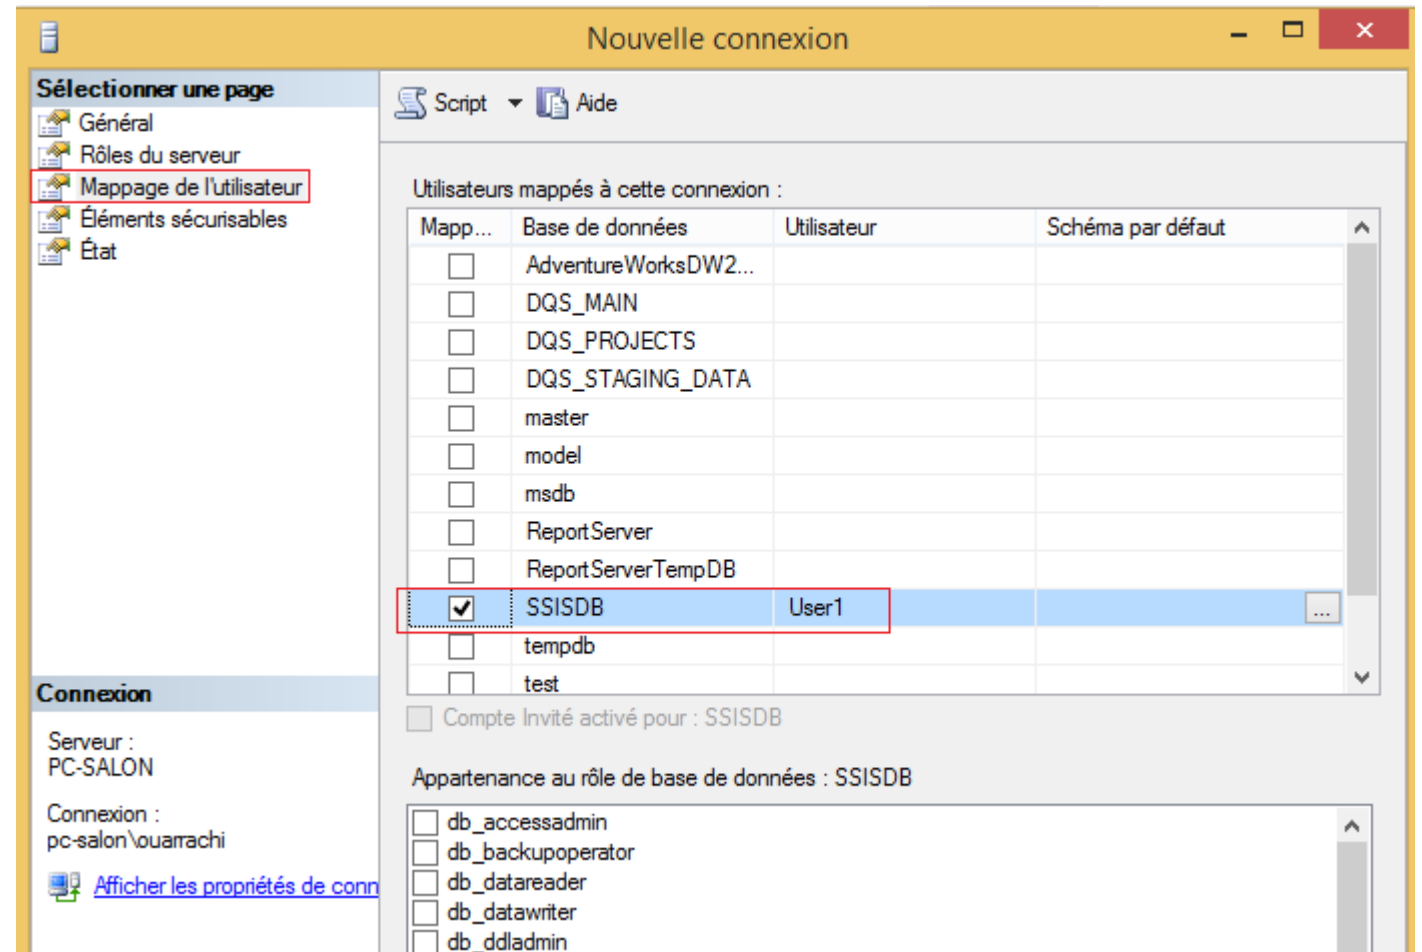 Nouvelle connexion
Sélectionner une page
Général
Rôles du serveur
Mappage de l'utilisateur
Éléments sécurisables
État
Script
Aide
Utilisateurs mappés à cette connexion :
Mapp... Base de données Utilisateur Schéma par défaut
AdventureWorksDW2...
DQS_MAIN
DQS_PROJECTS
DQS_STAGING_DATA
master
model
msdb
ReportServer
ReportServerTempDB
SSISDB User1 ...
tempdb
test
Compte Invité activé pour : SSISDB
Appartenance au rôle de base de données : SSISDB
db_accessadmin
db_backupoperator
db_datareader
db_datawriter
db_ddladmin
Connexion
Serveur :
PC-SALON
Connexion :
pc-salon\ouarrachi
Afficher les propriétés de conn